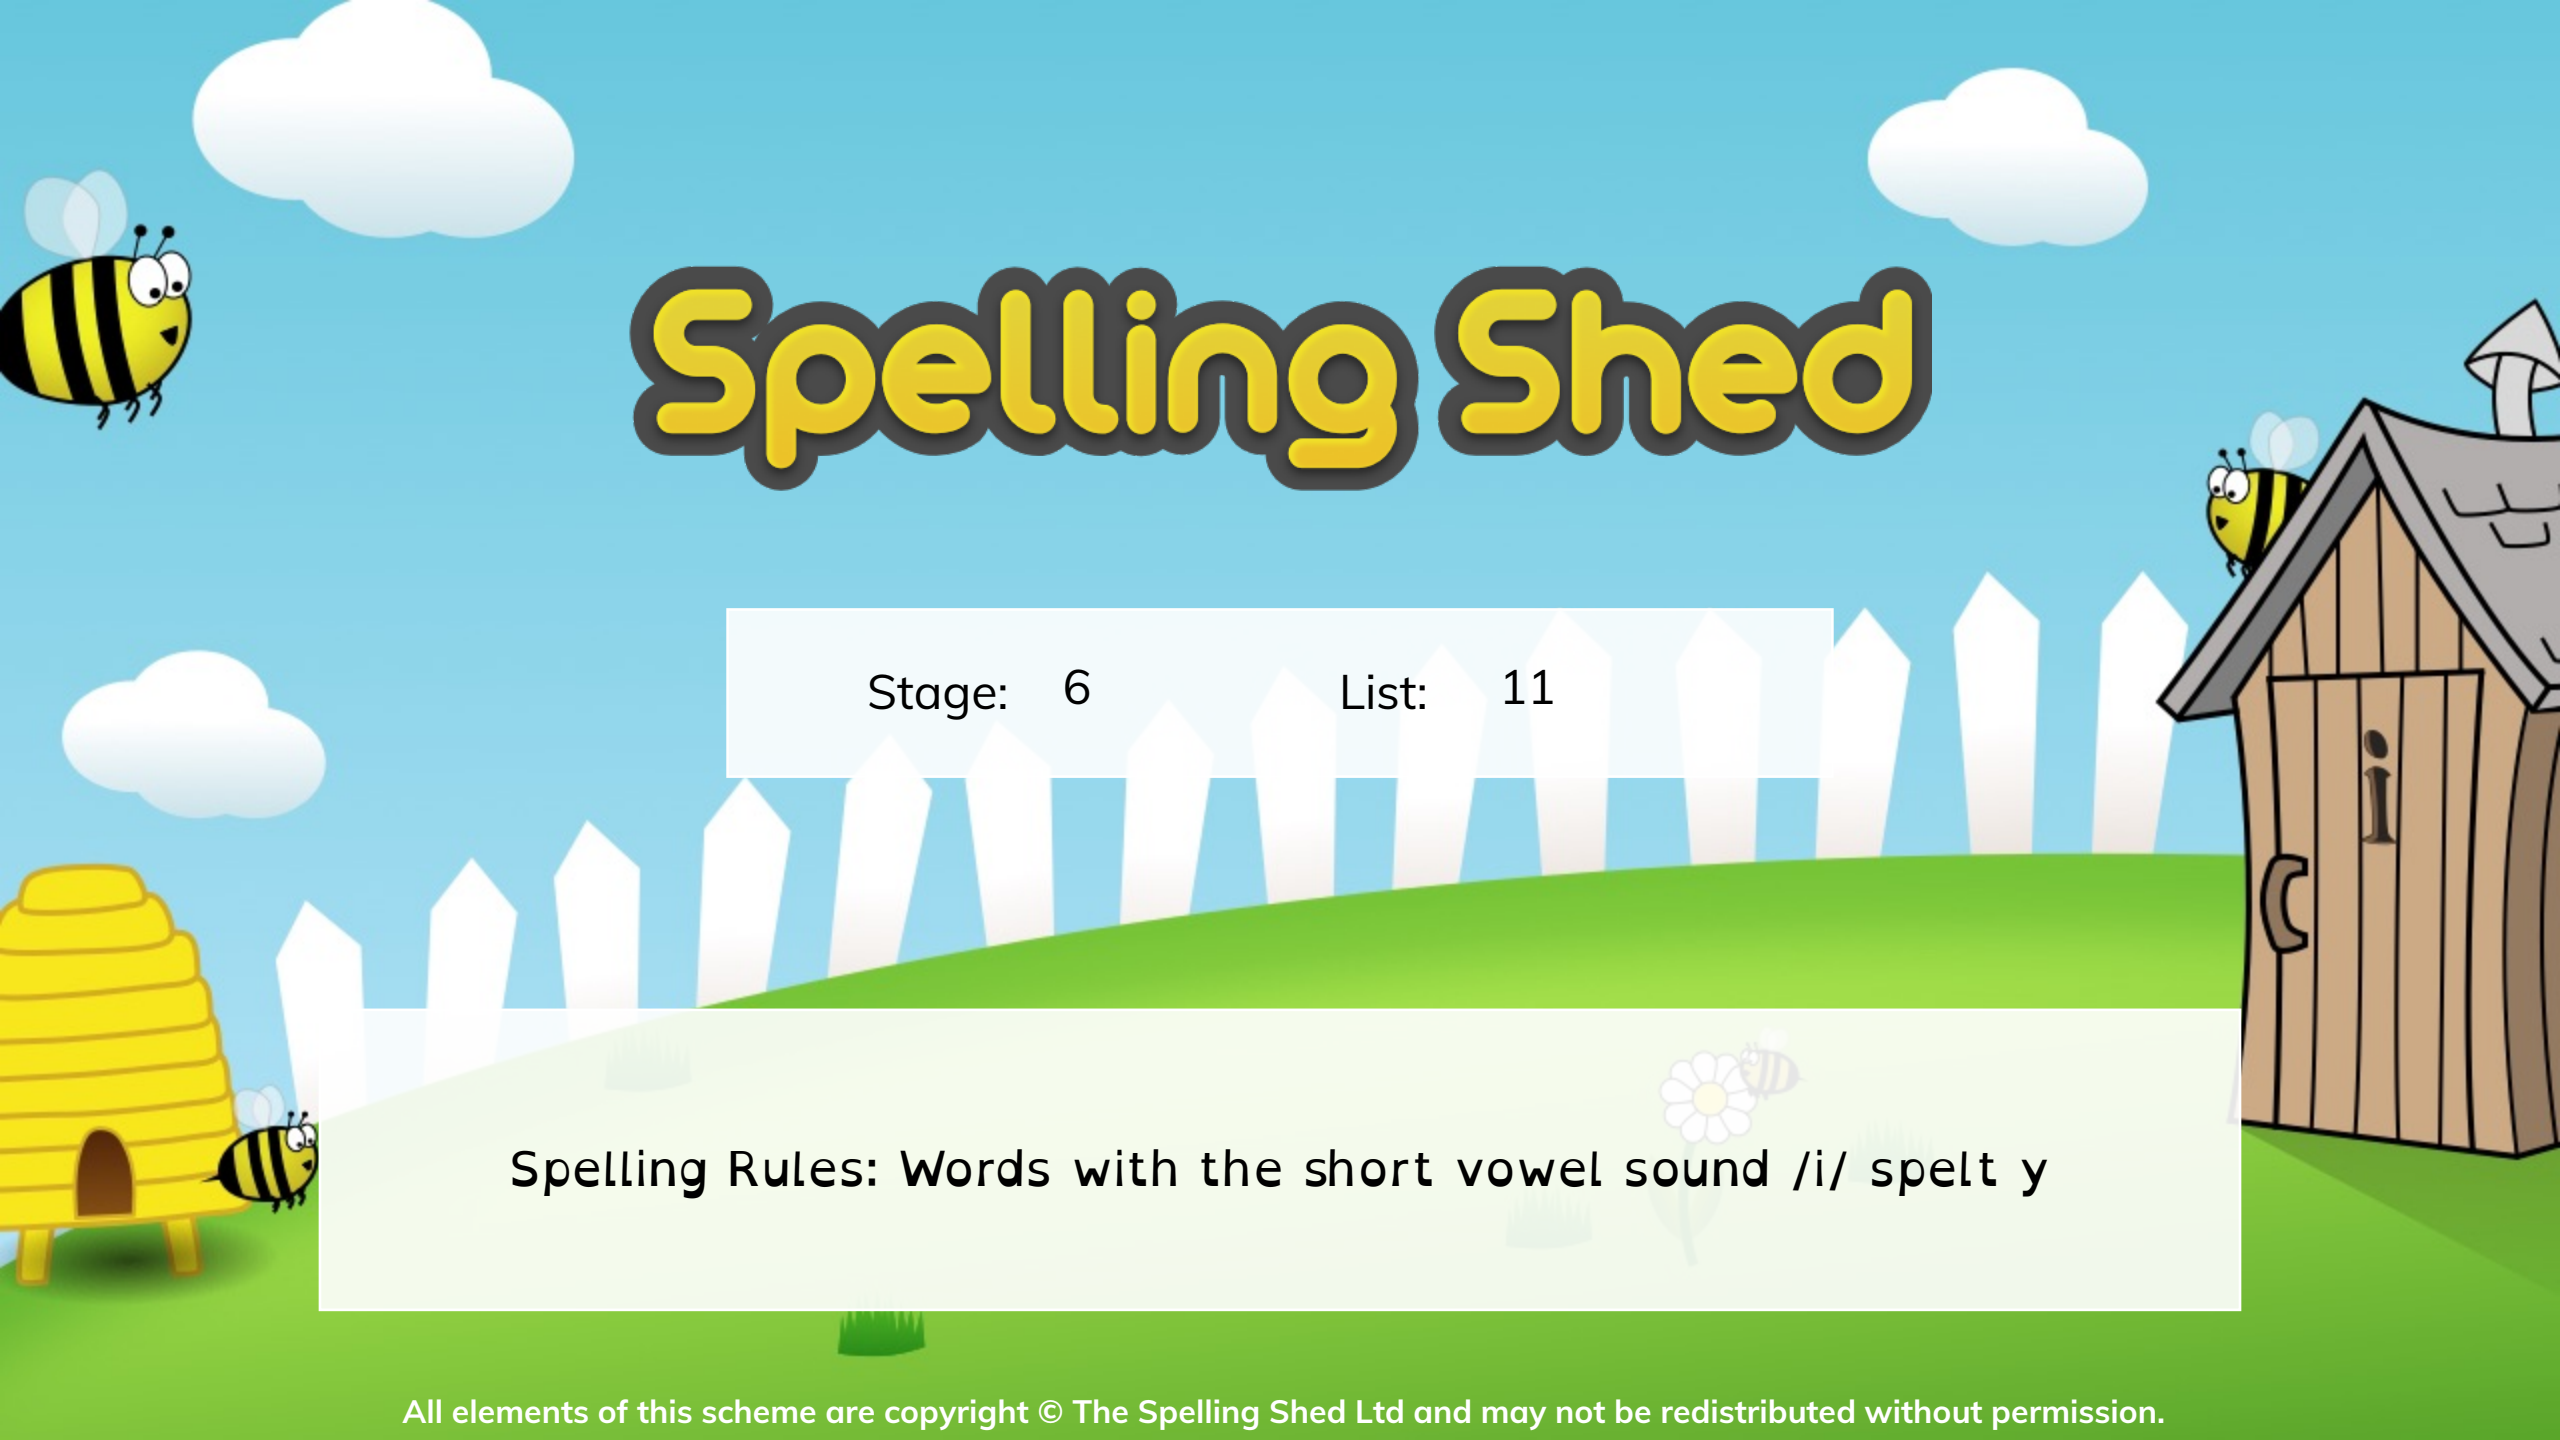 Spelling Shed
Stage: 6 List: 11
i
Spelling Rules: Words with the short vowel sound /i/ spelt y
All elements of this scheme are copyright © The Spelling Shed Ltd and may not be redistributed without permission.